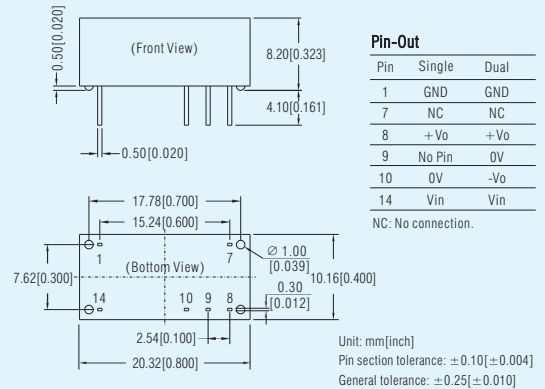 0.50[0.020]
(Front View)
8.20[0.323]
4.10[0.161]
0.50[0.020]
17.78[0.700]
15.24[0.600]
1
7
Ø 1.00
[0.039]
7.62[0.300]
(Bottom View)
10.16[0.400]
0.30
[0.012]
14
10
9
8
2.54[0.100]
20.32[0.800]
Pin-Out
Pin Single Dual
1 GND GND
7 NC NC
8 +Vo +Vo
9 No Pin 0V
10 0V -Vo
14 Vin Vin
NC: No connection.
Unit: mm[inch]
Pin section tolerance: ±0.10[±0.004]
General tolerance: ±0.25[±0.010]